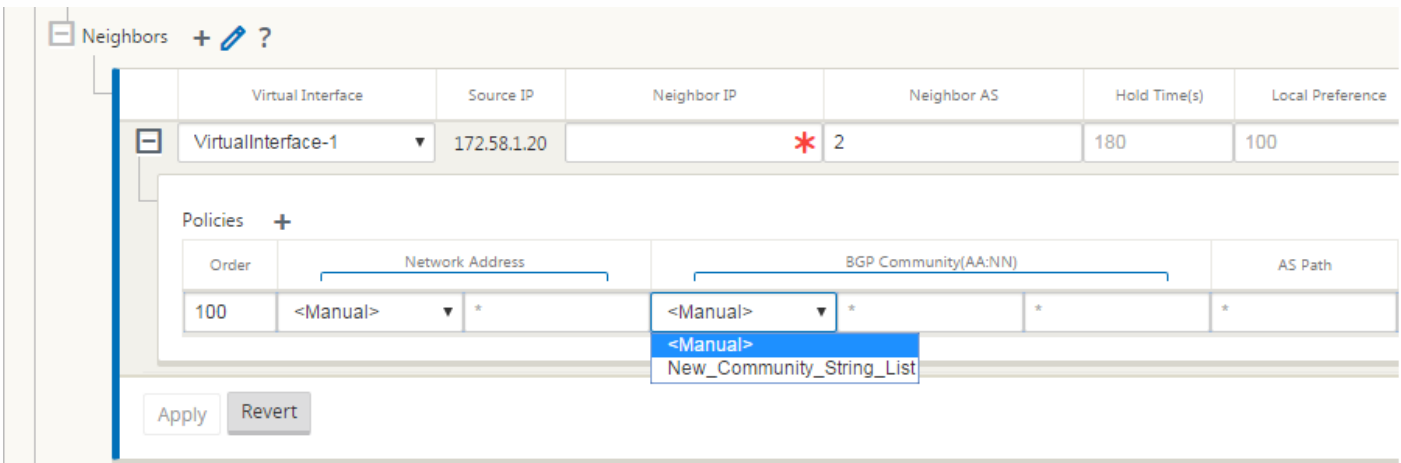 Neighbors + ?
Virtual Interface Source IP Neighbor IP Neighbor AS Hold Time(s) Local Preference
VirtualInterface-1 172.58.1.20 * 2 180 100
Policies +
Order Network Address BGP Community(AA:NN) AS Path
100 <Manual> * <Manual> * * *
<Manual>
New_Community_String_List
Apply Revert